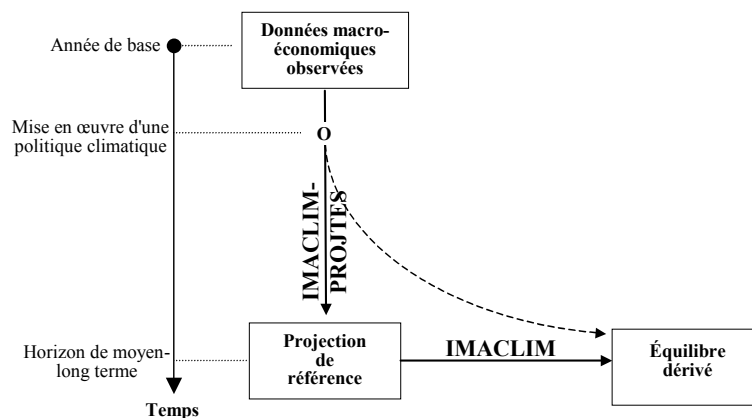 Année de base
Données macro-
économiques
observées
Mise en œuvre d'une
politique climatique
O
IMACLIM-
PROJTES
Horizon de moyen-
long terme
Projection
de
référence
IMACLIM
Équilibre
dérivé
Temps